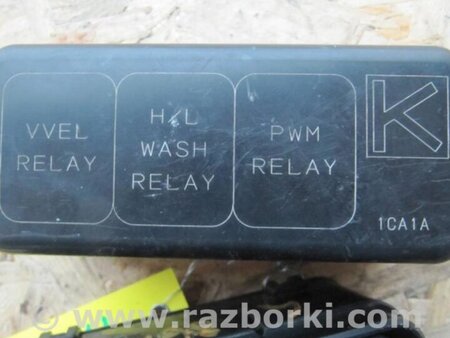 VVEL
RELAY
H/L
WASH
RELAY
PWM
RELAY
K
1CA1A
www.razborki.com